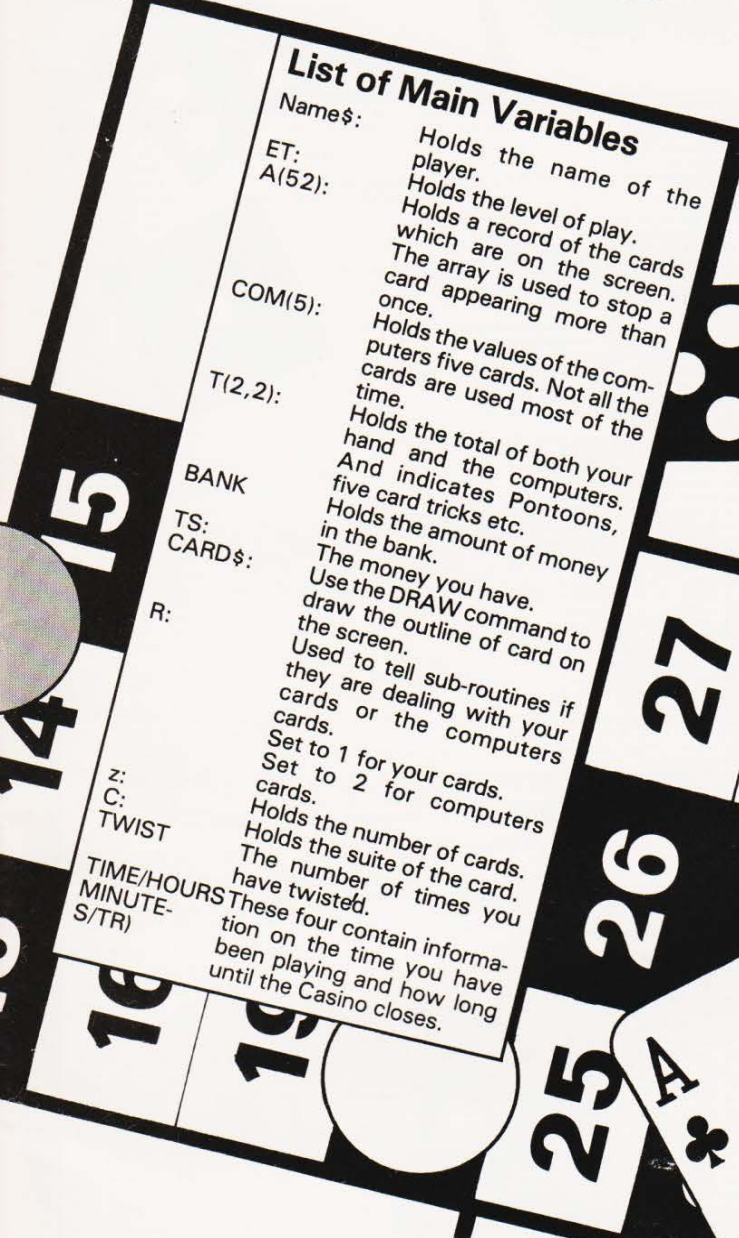 List of Main Variables
Name$: Holds the name of the
player.
ET: Holds the level of play.
A(52): Holds a record of the cards
which are on the screen.
The array is used to stop a
card appearing more than
once.
COM(5): Holds the values of the com-
puters five cards. Not all the
cards are used most of the
time.
T(2,2): Holds the total of both your
hand and the computers.
And indicates Pontoons,
five card tricks etc.
BANK Holds the amount of money
in the bank.
TS: The money you have.
CARD$: Use the DRAW command to
draw the outline of card on
the screen.
R: Used to tell sub-routines if
they are dealing with your
cards or the computers
cards.
Set to 1 for your cards.
Set to 2 for computers
cards.
z: Holds the number of cards.
C: Holds the suite of the card.
TWIST The number of times you
have twisted.
TIME/HOURS These four contain informa-
MINUTE- tion on the time you have
S/TR) been playing and how long
until the Casino closes.
15
14
16
19
27
26
25
A